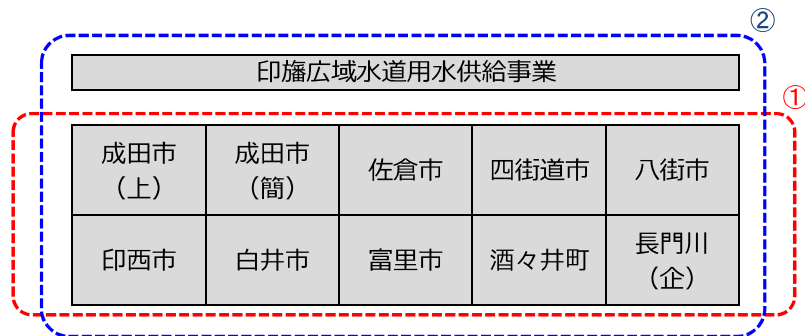 ②
印旛広域水道用水供給事業
①
成田市
（上）
成田市
（簡）
佐倉市
四街道市
八街市
印西市
白井市
富里市
酒々井町
長門川
（企）